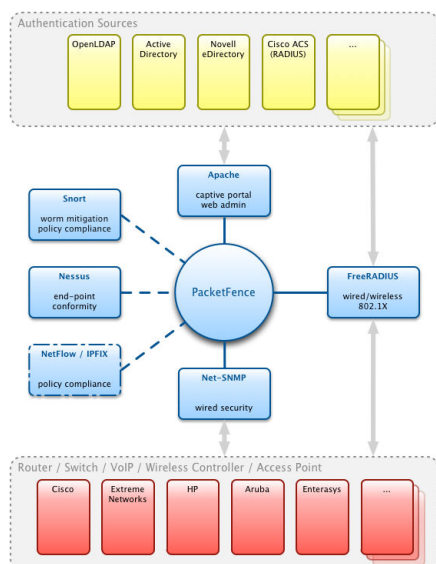 Authentication Sources
OpenLDAP
Active
Directory
Novell
eDirectory
Cisco ACS
(RADIUS)
...
Apache
captive portal
web admin
Snort
worm mitigation
policy compliance
Nessus
end-point
conformity
PacketFence
FreeRADIUS
wired/wireless
802.1X
NetFlow / IPFIX
policy compliance
Net-SNMP
wired security
Router / Switch / VoIP / Wireless Controller / Access Point
Cisco
Extreme
Networks
HP
Aruba
Enterasys
...